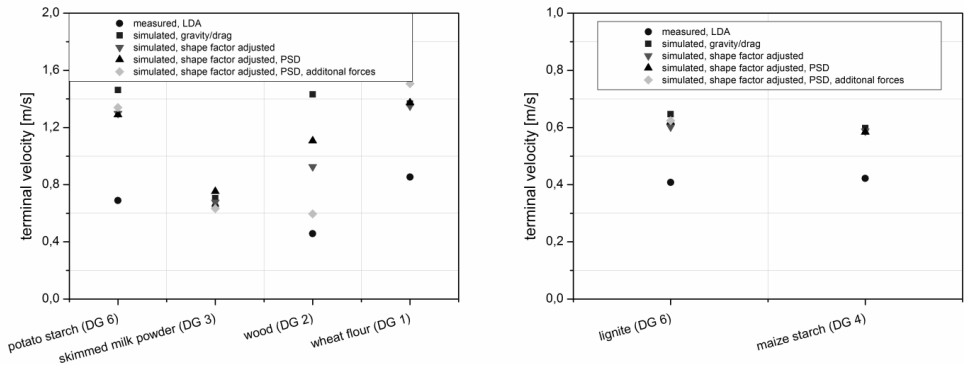 2,0
1,6
1,2
0,8
0,4
0,0
terminal velocity [m/s]
measured, LDA
simulated, gravity/drag
simulated, shape factor adjusted
simulated, shape factor adjusted, PSD
simulated, shape factor adjusted, PSD, additonal forces
potato starch (DG 6)
skimmed milk powder (DG 3)
wood (DG 2)
wheat flour (DG 1)
1,0
0,8
0,6
0,4
0,2
0,0
terminal velocity [m/s]
measured, LDA
simulated, gravity/drag
simulated, shape factor adjusted
simulated, shape factor adjusted, PSD
simulated, shape factor adjusted, PSD, additonal forces
lignite (DG 6)
maize starch (DG 4)